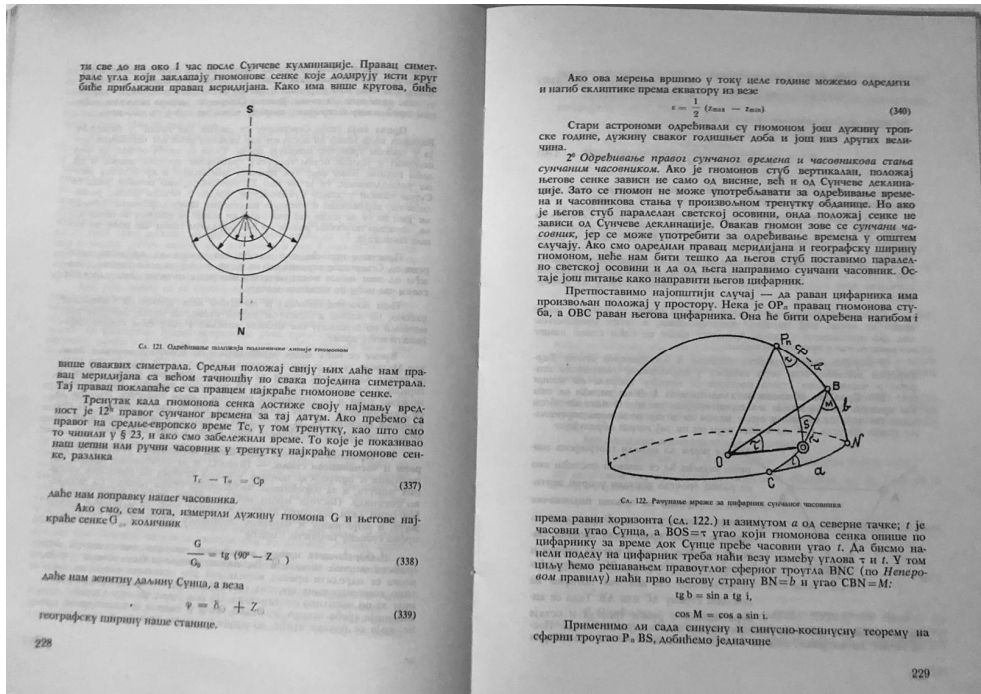 ти све до на око 1 час после Сунчеве кулминације. Правац симет-
рале угла који заклапају гномонове сенке које додирују исти круг
биће приближни правац меридијана. Како има више кругова, биће
S
N
Сл. 121. Одређивање положаја подневачке линије гномоном
више оваквих симетрала. Средњи положај свију њих даће нам пра-
вац меридијана са већом тачношћу но свака поједина симетрала.
Тај правац поклапаће се са правцем најкраће гномонове сенке.
Тренутак када гномонова сенка достиже своју најмању вред-
ност је 12ʰ правог сунчаног времена за тај датум. Ако пређемо са
правог на средње-европско време Tc, у том тренутку, као што смо
то чинили у § 23, и ако смо забележили време. То које је показивао
наш џепни или ручни часовник у тренутку најкраће гномонове сен-
ке, разлика
Tc — To = Cp (337)
даће нам поправку нашег часовника.
Ако смо, сем тога, измерили дужину гномона G и његове нај-
краће сенке G количник
G
= tg (90° — Z ) (338)
G₀
даће нам зенитну даљину Сунца, а веза
φ = δ + Z (339)
географску ширину наше станице.
228
Ако ова мерења вршимо у току целе године можемо одредити
и нагиб еклиптике према екватору из везе
ε = 1/2 (zmax — zmin) (340)
Стари астрономи одређивали су гномоном још дужину троп-
ске године, дужину сваког годишњег доба и још низ других вели-
чина.
2° Одређивање правог сунчаног времена и часовникова стања
сунчаним часовником. Ако је гномонов стуб вертикалан, положај
његове сенке зависи не само од висине, већ и од Сунчеве деклина-
ције. Зато се гномон не може употребљавати за одређивање време-
на и часовникова стања у произвољном тренутку обданице. Но ако
је његов стуб паралелан светској осовини, онда положај сенке не
зависи од Сунчеве деклинације. Овакав гномон зове се сунчани ча-
совник, јер се може употребити за одређивање времена у општем
случају. Ако смо одредили правац меридијана и географску ширину
гномоном, неће нам бити тешко да његов стуб поставимо паралел-
но светској осовини и да од њега направимо сунчани часовник. Ос-
таје још питање како направити његов цифарник.
Претпоставимо најопштији случај — да раван цифарника има
произвољан положај у простору. Нека је OPₙ правац гномонова сту-
ба, а OBC раван његова цифарника. Она ће бити одређена нагибом i
Pₙ
φ - b
t
B
M
b
S
τ
τ
N
O
i
a
C
Сл. 122. Рачунање мреже за цифарник сунчаног часовника
према равни хоризонта (сл. 122.) и азимутом a од северне тачке; t је
часовни угао Сунца, а BOS=τ угао који гномонова сенка опише по
цифарнику за време док Сунце пређе часовни угао t. Да бисмо на-
нели поделу на цифарник треба наћи везу између углова τ и t. У том
циљу ћемо решавањем правоуглог сферног троугла BNC (по Неперо-
вом правилу) наћи прво његову страну BN=b и угао CBN=M:
tg b = sin a tg i,
cos M = cos a sin i.
Применимо ли сада синусну и синусно-косинусну теорему на
сферни троугао Pₙ BS, добићемо једначине
229